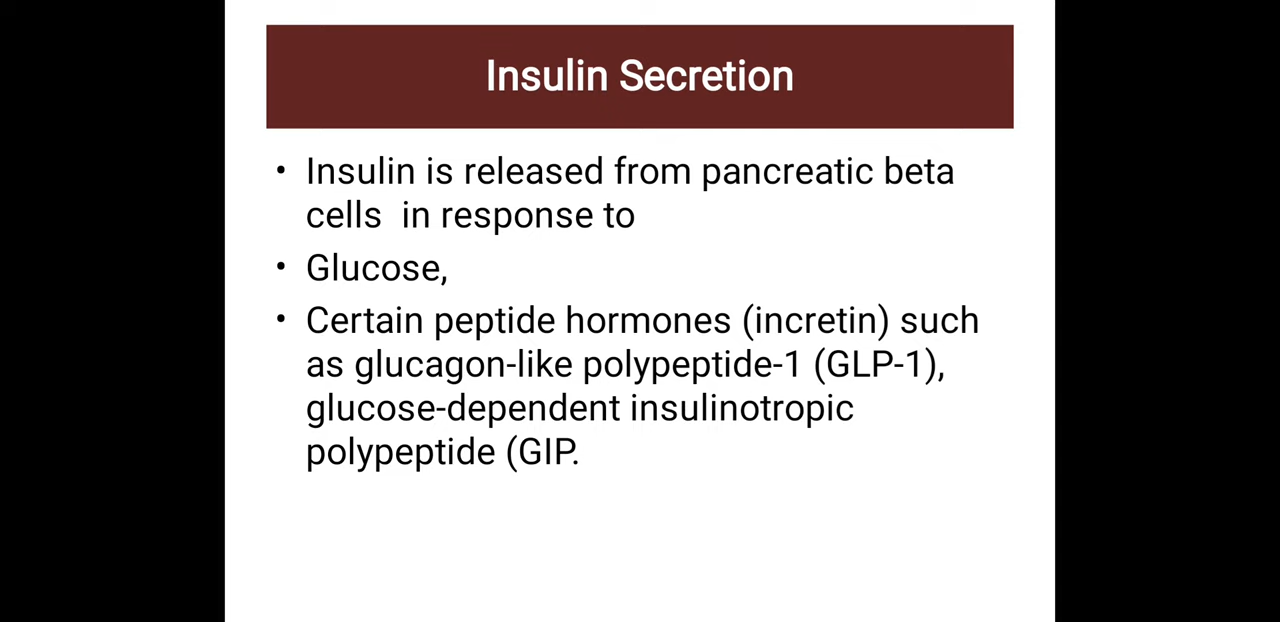 Insulin Secretion
• Insulin is released from pancreatic beta
cells  in response to
• Glucose,
• Certain peptide hormones (incretin) such
as glucagon-like polypeptide-1 (GLP-1),
glucose-dependent insulinotropic
polypeptide (GIP.